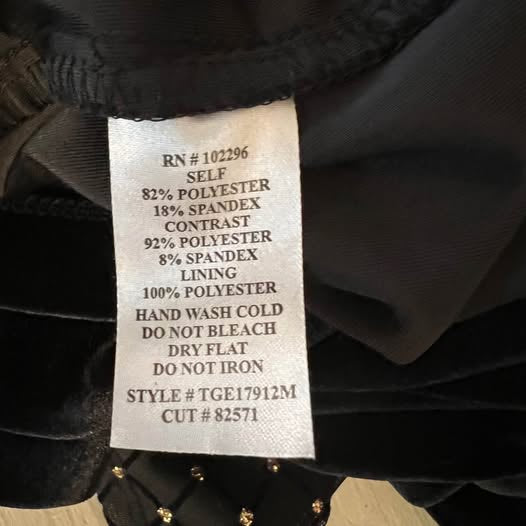 RN # 102296
SELF
82% POLYESTER
18% SPANDEX
CONTRAST
92% POLYESTER
8% SPANDEX
LINING
100% POLYESTER
HAND WASH COLD
DO NOT BLEACH
DRY FLAT
DO NOT IRON
STYLE # TGE17912M
CUT # 82571